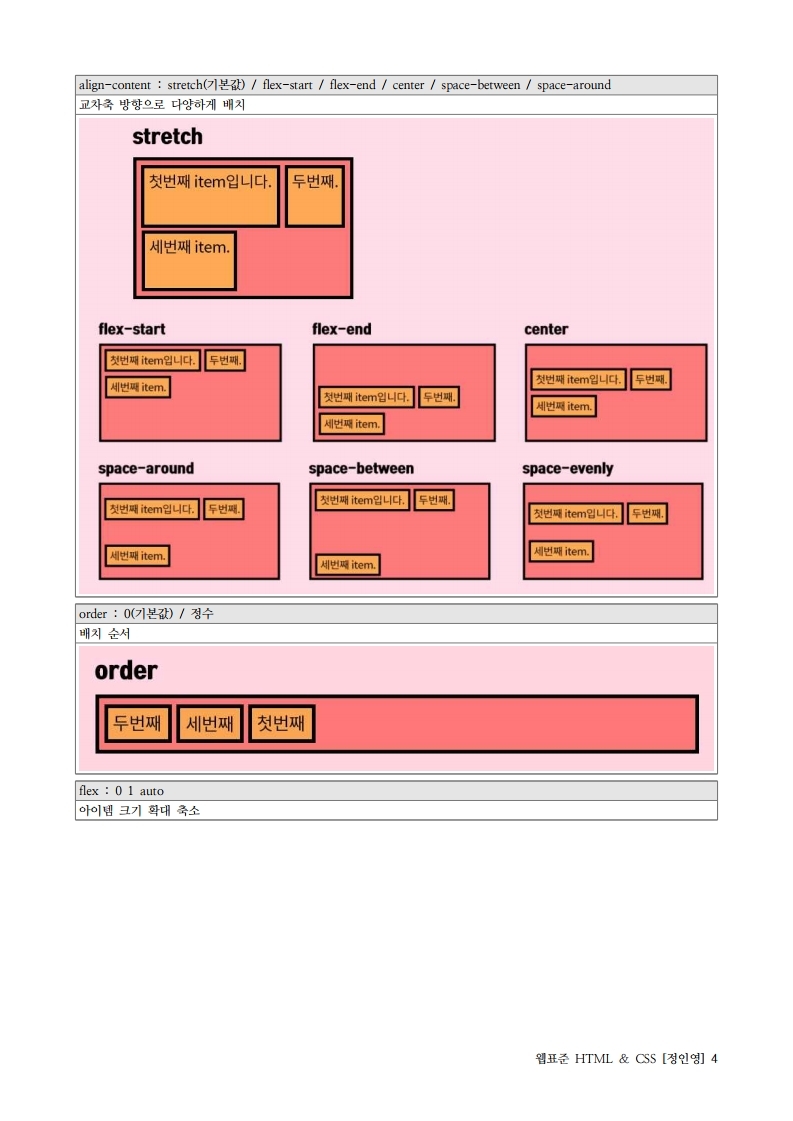 align-content : stretch(기본값) / flex-start / flex-end / center / space-between / space-around
교차축 방향으로 다양하게 배치
stretch
첫번째 item입니다. 두번째.
세번째 item.
flex-start flex-end center
첫번째 item입니다. 두번째.
세번째 item.
첫번째 item입니다. 두번째.
세번째 item.
첫번째 item입니다. 두번째.
세번째 item.
space-around space-between space-evenly
첫번째 item입니다. 두번째.
세번째 item.
첫번째 item입니다. 두번째.
세번째 item.
첫번째 item입니다. 두번째.
세번째 item.
order : 0(기본값) / 정수
배치 순서
order
두번째 세번째 첫번째
flex : 0 1 auto
아이템 크기 확대 축소
웹표준 HTML & CSS [정인영] 4